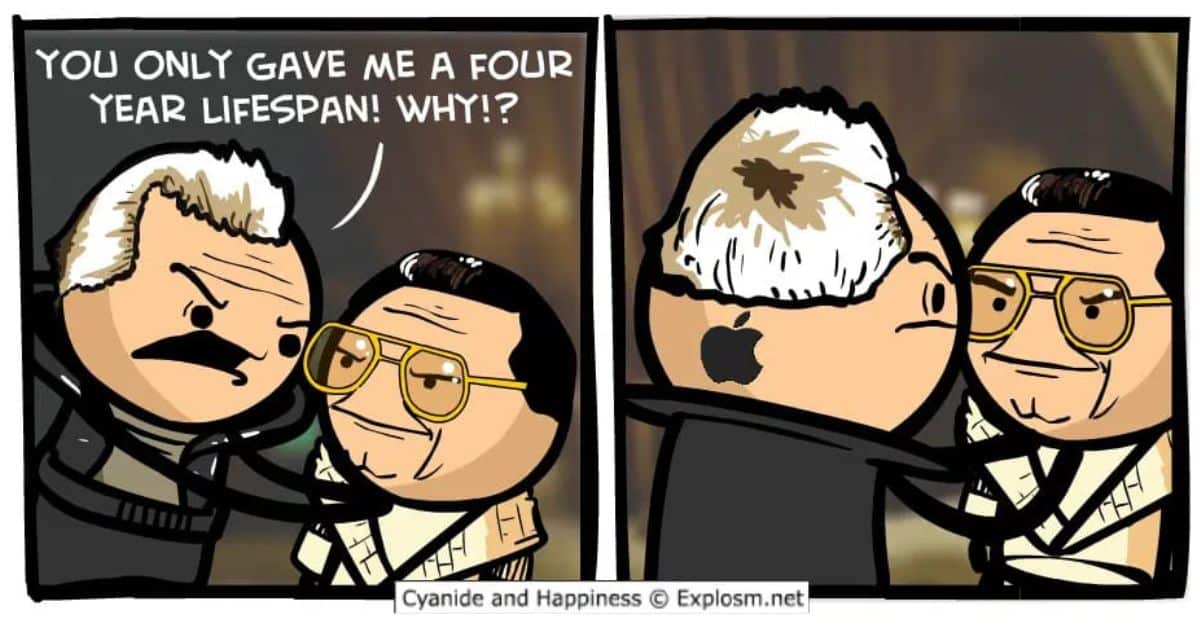 YOU ONLY GAVE ME A FOUR
YEAR LIFESPAN! WHY!?
Cyanide and Happiness © Explosm.net